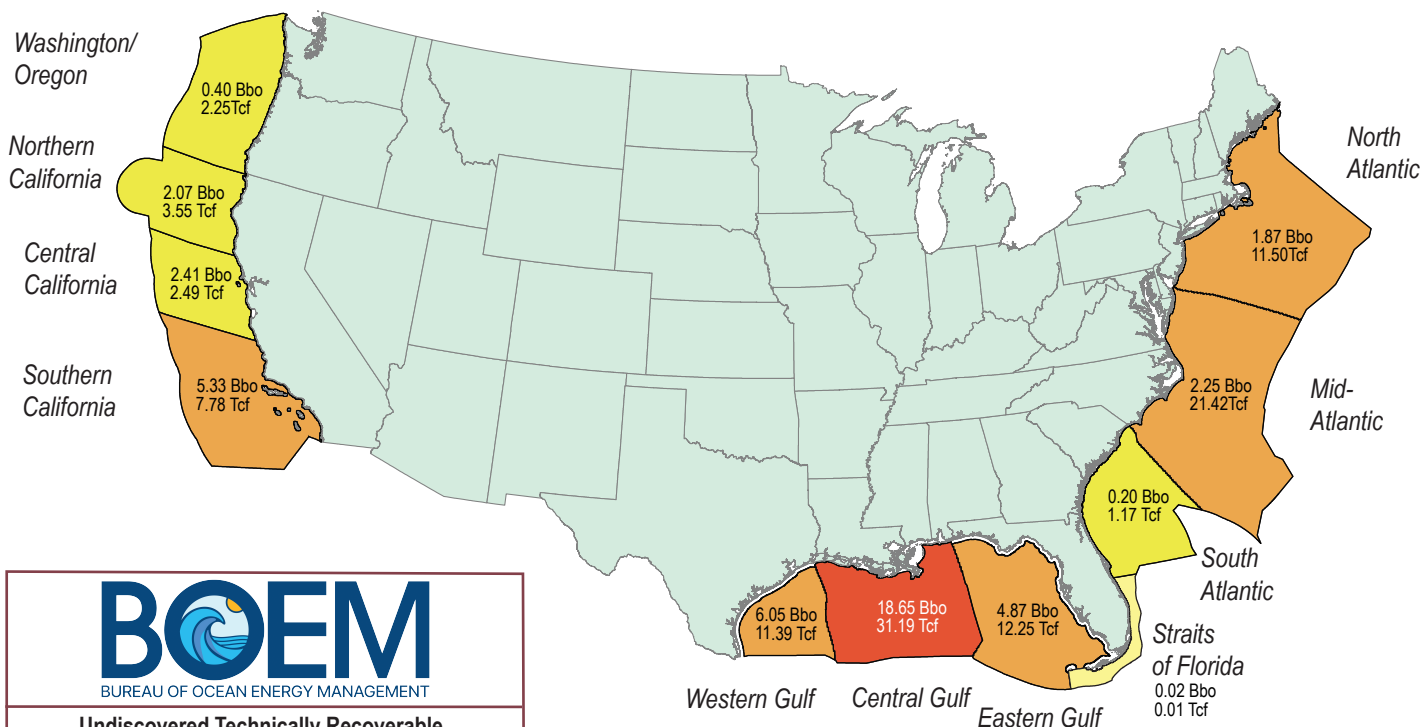 Washington/
Oregon
0.40 Bbo
2.25Tcf
Northern
California
2.07 Bbo
3.55 Tcf
Central
California
2.41 Bbo
2.49 Tcf
Southern
California
5.33 Bbo
7.78 Tcf
North
Atlantic
1.87 Bbo
11.50Tcf
2.25 Bbo
21.42Tcf
Mid-
Atlantic
0.20 Bbo
1.17 Tcf
South
Atlantic
6.05 Bbo
11.39 Tcf
18.65 Bbo
31.19 Tcf
4.87 Bbo
12.25 Tcf
Straits
of Florida
0.02 Bbo
0.01 Tcf
Western Gulf
Central Gulf
Eastern Gulf
BOEM
BUREAU OF OCEAN ENERGY MANAGEMENT
Undiscovered Technically Recoverable